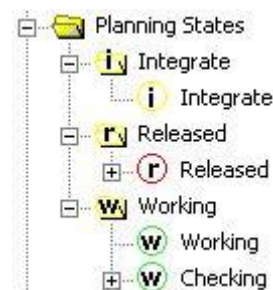 Planning States
i Integrate
i Integrate
r Released
r Released
w Working
w Working
w Checking